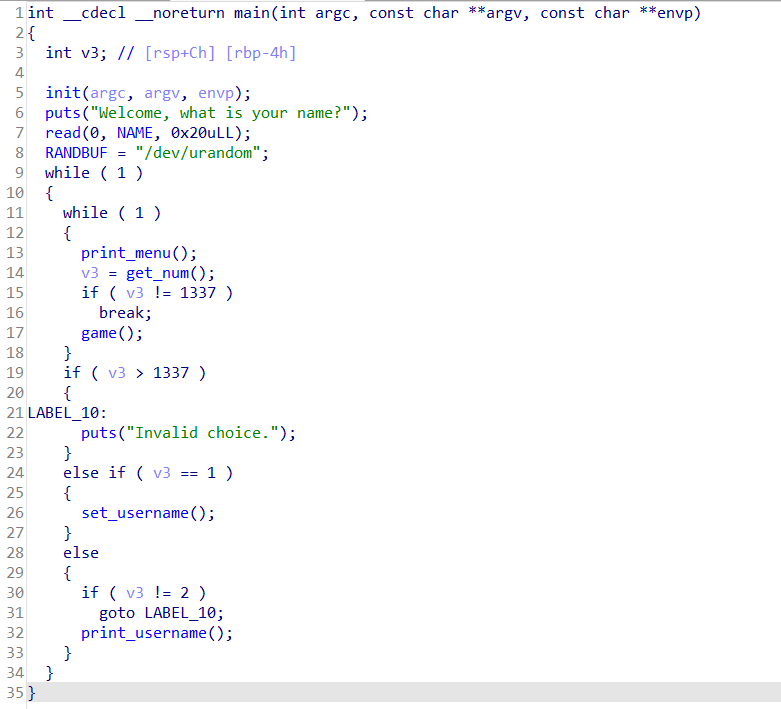 1 int __cdecl __noreturn main(int argc, const char **argv, const char **envp)
2 {
3   int v3; // [rsp+Ch] [rbp-4h]
4
5   init(argc, argv, envp);
6   puts("Welcome, what is your name?");
7   read(0, NAME, 0x20uLL);
8   RANDBUF = "/dev/urandom";
9   while ( 1 )
10   {
11     while ( 1 )
12     {
13       print_menu();
14       v3 = get_num();
15       if ( v3 != 1337 )
16         break;
17       game();
18     }
19     if ( v3 > 1337 )
20     {
21 LABEL_10:
22       puts("Invalid choice.");
23     }
24     else if ( v3 == 1 )
25     {
26       set_username();
27     }
28     else
29     {
30       if ( v3 != 2 )
31         goto LABEL_10;
32       print_username();
33     }
34   }
35 }